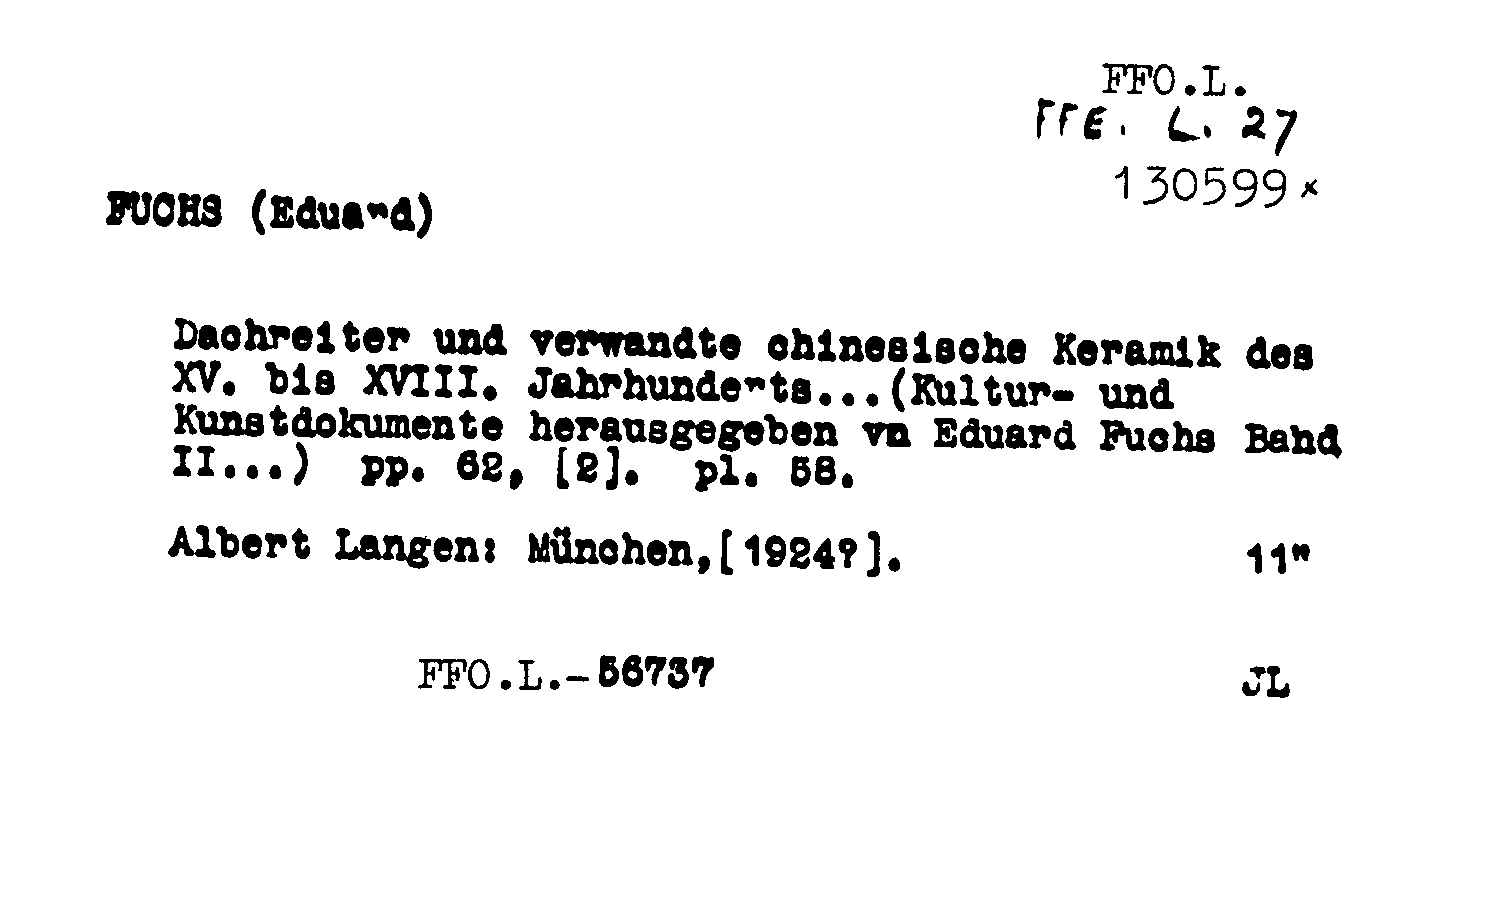 FFO.L.
FFE. L. 27
130599x
FUCHS (Eduard)
Dachreiter und verwandte chinesische Keramik des
XV. bis XVIII. Jahrhunderts...(Kultur- und
Kunstdokumente herausgegeben vn Eduard Fuchs Band
II...) pp. 62, [2]. pl. 58.
Albert Langen: München,[1924?]. 11"
FFO.L.-56737 JL